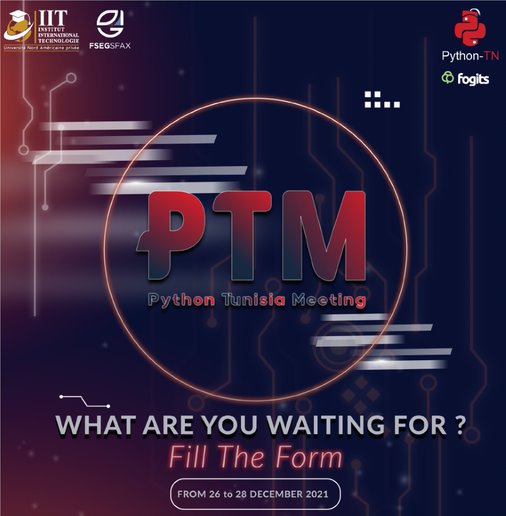 IIT
INSTITUT
INTERNATIONAL
TECHNOLOGIE
Université Nord Américaine privée
FSEGSFAX
Python-TN
fogits
PTM
Python Tunisia Meeting
WHAT ARE YOU WAITING FOR ?
Fill The Form
FROM 26 to 28 DECEMBER 2021